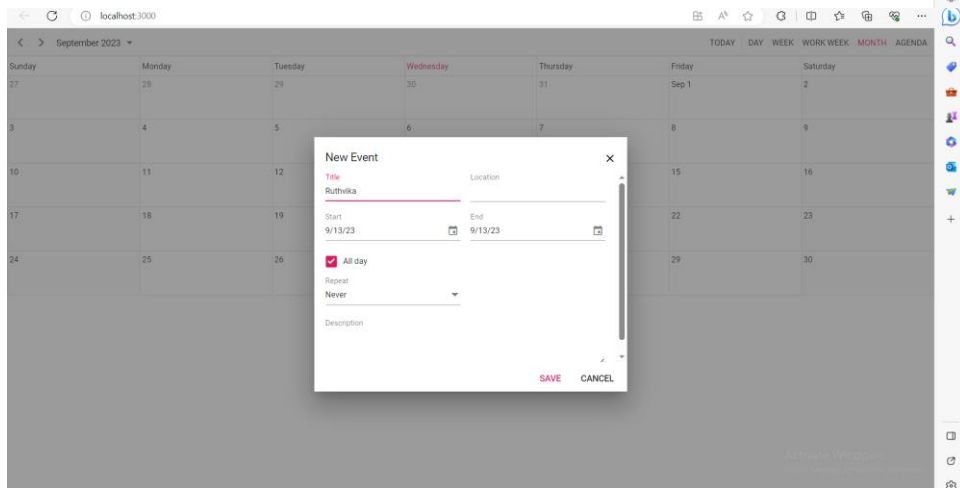 localhost:3000
September 2023
TODAY DAY WEEK WORK WEEK MONTH AGENDA
Sunday Monday Tuesday Wednesday Thursday Friday Saturday
27 28 29 30 31 Sep 1 2
3 4 5 6 7 8 9
New Event
Title Location
10 11 12 15 16
Ruthvika
17 18 19 Start End 22 23
9/13/23 9/13/23
24 25 26 All day 29 30
Repeat
Never
Description
SAVE CANCEL
Activate Windows